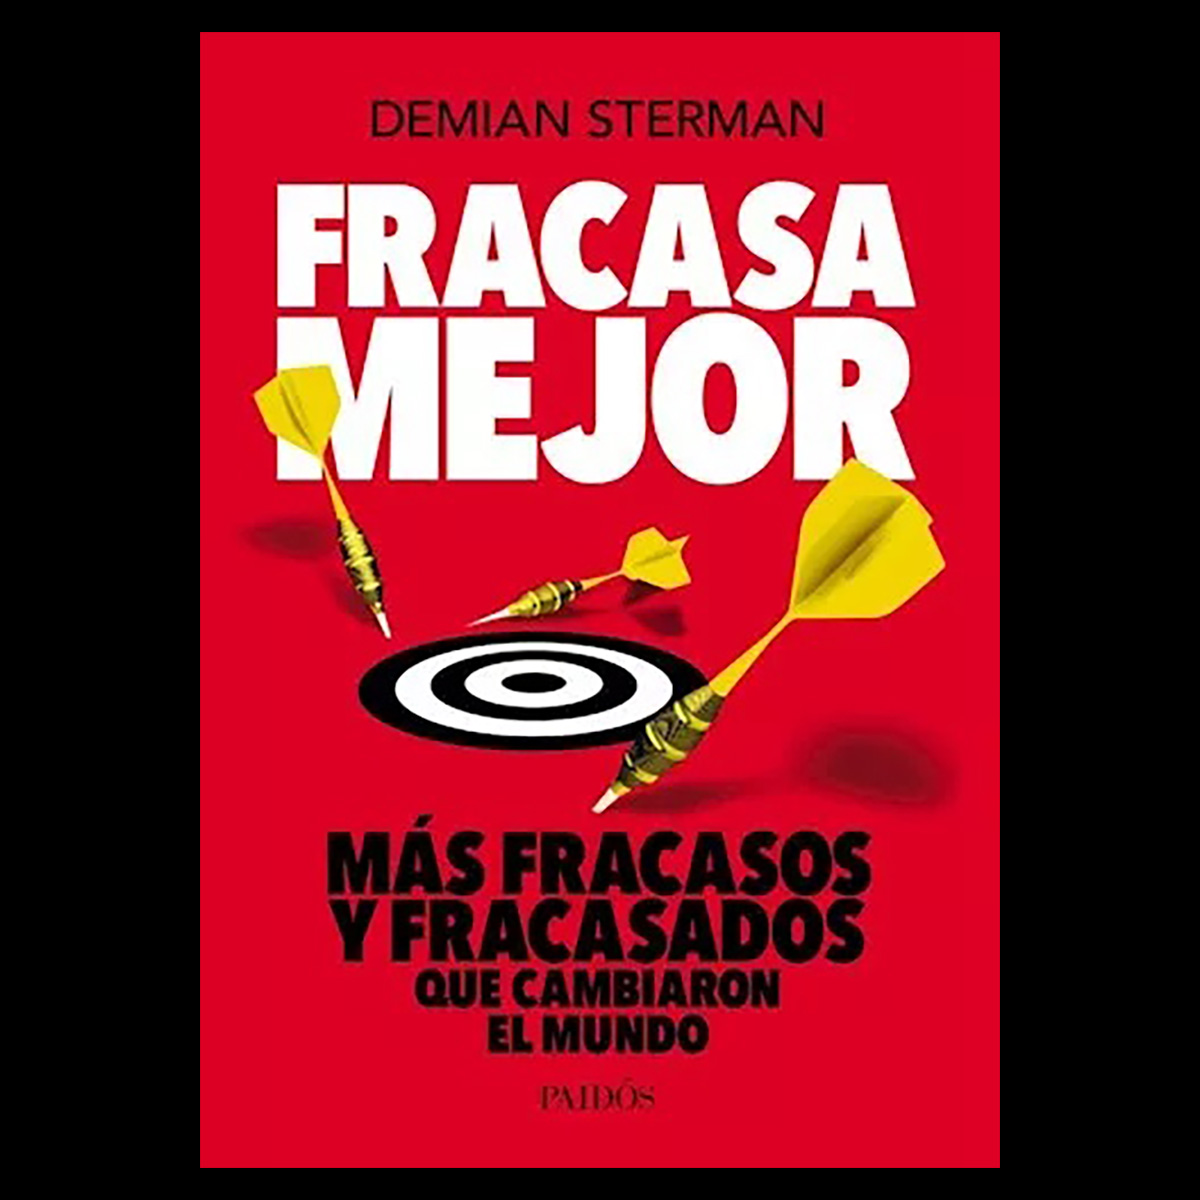 DEMIAN STERMAN
FRACASA
MEJOR
MÁS FRACASOS
Y FRACASADOS
QUE CAMBIARON
EL MUNDO
PAIDÓS